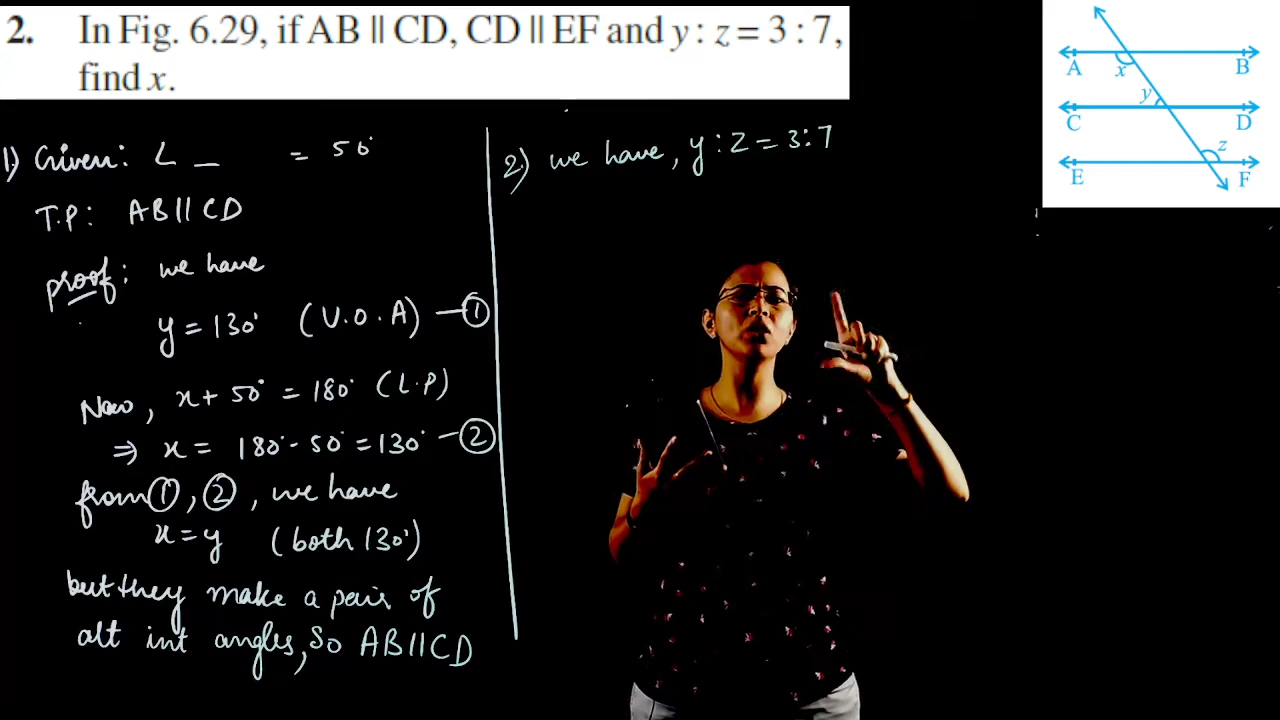 2. In Fig. 6.29, if AB || CD, CD || EF and y : z = 3 : 7,
find x.
A x B
y
C D
z
E F
1) Given: ∠ _ = 50°
T.P: AB || CD
proof: we have
y = 130° (V.O.A) — ①
Now, x + 50° = 180° (L.P)
⇒ x = 180° - 50° = 130° — ②
from ①, ②, we have
x = y (both 130°)
but they make a pair of
alt int angles, So AB || CD
2) we have, y : z = 3 : 7